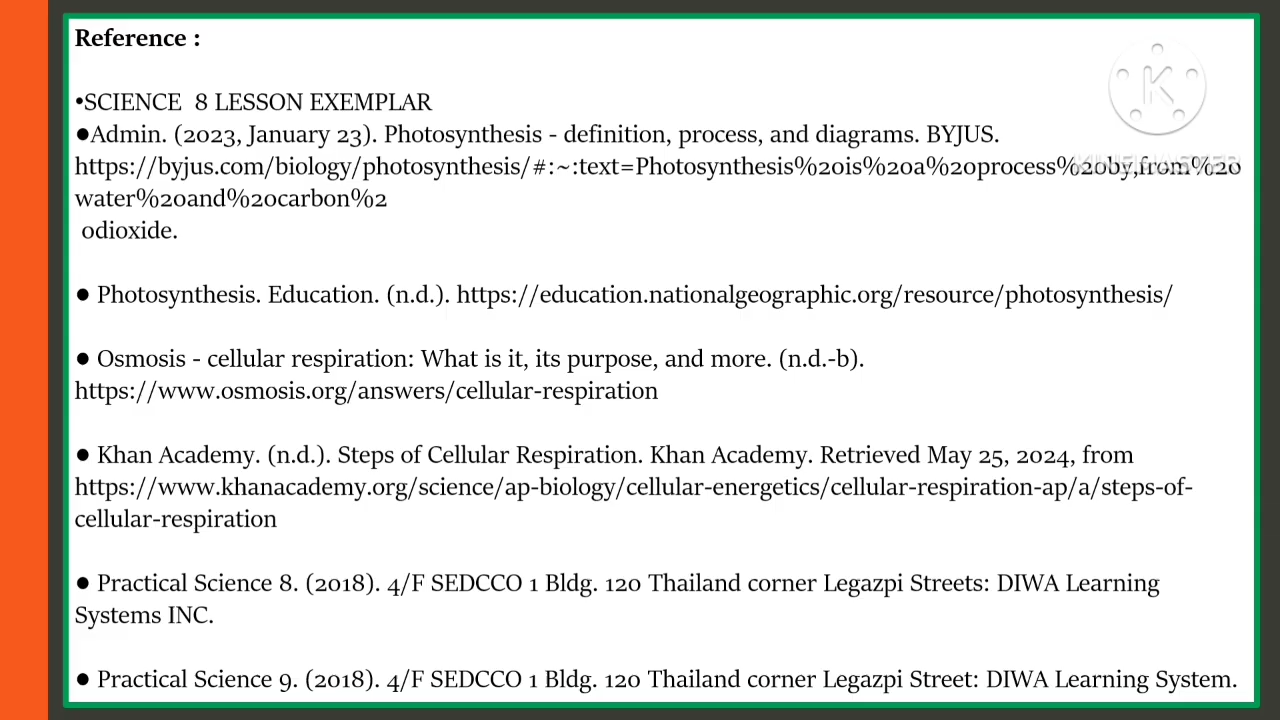 Reference :
•SCIENCE  8 LESSON EXEMPLAR
●Admin. (2023, January 23). Photosynthesis - definition, process, and diagrams. BYJUS.
https://byjus.com/biology/photosynthesis/#:~:text=Photosynthesis%20is%20a%20process%20by,from%20
water%20and%20carbon%2
odioxide.
● Photosynthesis. Education. (n.d.). https://education.nationalgeographic.org/resource/photosynthesis/
● Osmosis - cellular respiration: What is it, its purpose, and more. (n.d.-b).
https://www.osmosis.org/answers/cellular-respiration
● Khan Academy. (n.d.). Steps of Cellular Respiration. Khan Academy. Retrieved May 25, 2024, from
https://www.khanacademy.org/science/ap-biology/cellular-energetics/cellular-respiration-ap/a/steps-of-
cellular-respiration
● Practical Science 8. (2018). 4/F SEDCCO 1 Bldg. 120 Thailand corner Legazpi Streets: DIWA Learning
Systems INC.
● Practical Science 9. (2018). 4/F SEDCCO 1 Bldg. 120 Thailand corner Legazpi Street: DIWA Learning System.
K
KINEMASTER